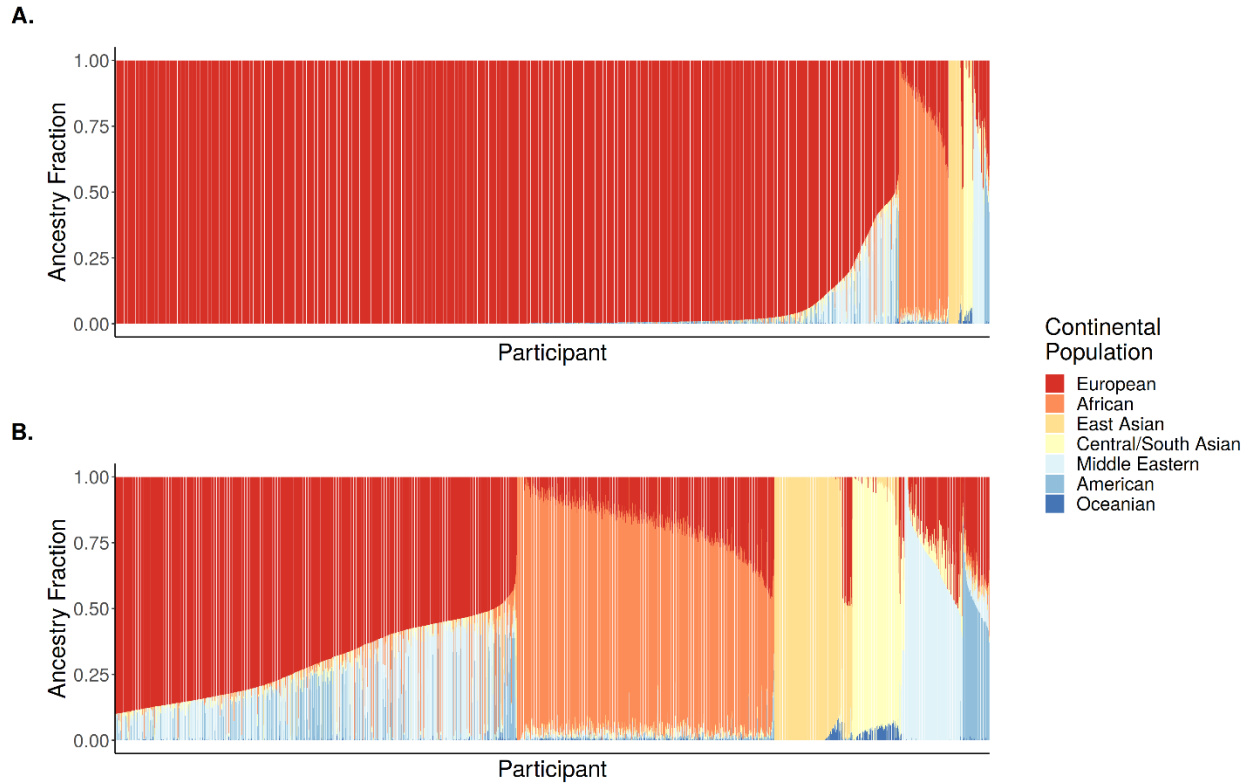 A.
1.00
0.75
0.50
0.25
0.00
Ancestry Fraction
Participant
Continental
Population
European
African
East Asian
Central/South Asian
Middle Eastern
American
Oceanian
B.
1.00
0.75
0.50
0.25
0.00
Ancestry Fraction
Participant